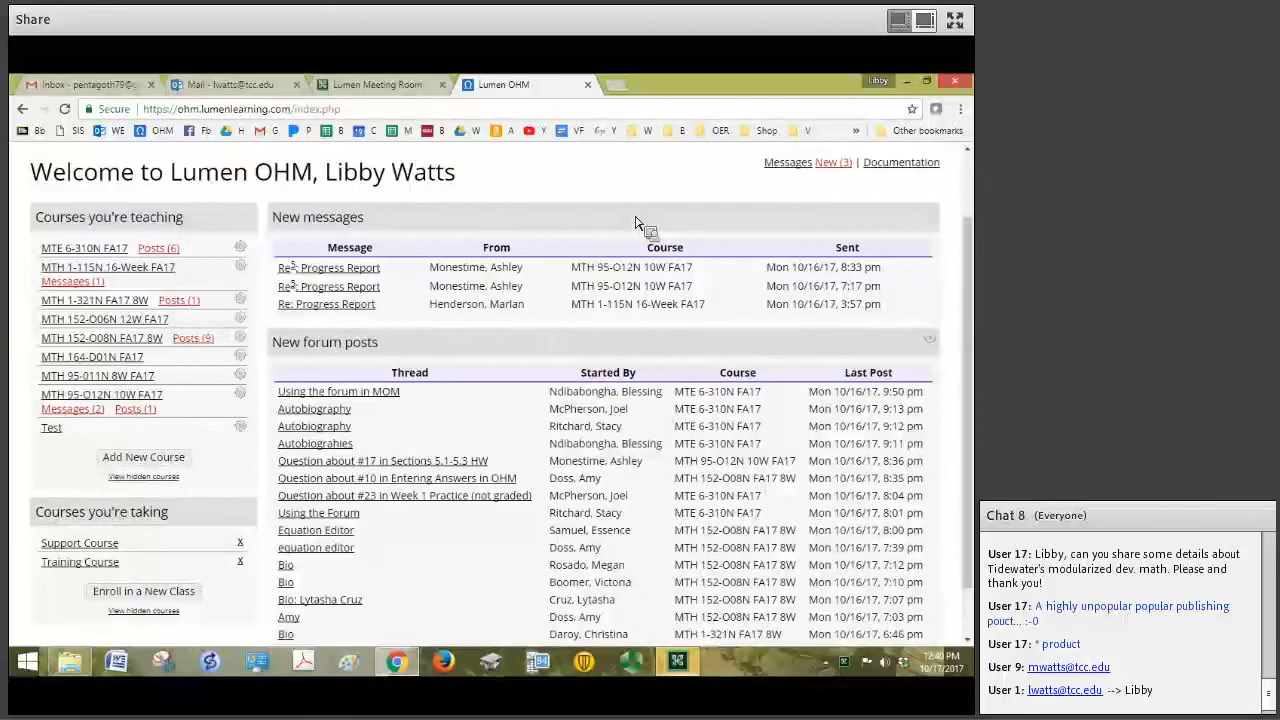 Share
Inbox - pentagoth79@g
Mail - lwatts@tcc.edu
Lumen Meeting Room
Lumen OHM
Libby
Secure
https://ohm.lumenlearning.com/index.php
Bb SIS WE OHM Fb H G P B C M B W A Y VF Y W B OER Shop V » Other bookmarks
Welcome to Lumen OHM, Libby Watts
Messages New (3) | Documentation
Courses you're teaching
MTE 6-310N FA17 Posts (6)
MTH 1-115N 16-Week FA17
Messages (1)
MTH 1-321N FA17 8W Posts (1)
MTH 152-O06N 12W FA17
MTH 152-O08N FA17 8W Posts (9)
MTH 164-D01N FA17
MTH 95-011N 8W FA17
MTH 95-O12N 10W FA17
Messages (2) Posts (1)
Test
Add New Course
View hidden courses
Courses you're taking
Support Course x
Training Course x
Enroll in a New Class
View hidden courses
New messages
Message From Course Sent
Re5: Progress Report Monestime, Ashley MTH 95-O12N 10W FA17 Mon 10/16/17, 8:33 pm
Re5: Progress Report Monestime, Ashley MTH 95-O12N 10W FA17 Mon 10/16/17, 7:17 pm
Re: Progress Report Henderson, Marlan MTH 1-115N 16-Week FA17 Mon 10/16/17, 3:57 pm
New forum posts
Thread Started By Course Last Post
Using the forum in MOM Ndibabongha, Blessing MTE 6-310N FA17 Mon 10/16/17, 9:50 pm
Autobiography McPherson, Joel MTE 6-310N FA17 Mon 10/16/17, 9:13 pm
Autobiography Ritchard, Stacy MTE 6-310N FA17 Mon 10/16/17, 9:12 pm
Autobiograhies Ndibabongha, Blessing MTE 6-310N FA17 Mon 10/16/17, 9:11 pm
Question about #17 in Sections 5.1-5.3 HW Monestime, Ashley MTH 95-O12N 10W FA17 Mon 10/16/17, 8:36 pm
Question about #10 in Entering Answers in OHM Doss, Amy MTH 152-O08N FA17 8W Mon 10/16/17, 8:35 pm
Question about #23 in Week 1 Practice (not graded) McPherson, Joel MTE 6-310N FA17 Mon 10/16/17, 8:04 pm
Using the Forum Ritchard, Stacy MTE 6-310N FA17 Mon 10/16/17, 8:01 pm
Equation Editor Samuel, Essence MTH 152-O08N FA17 8W Mon 10/16/17, 8:00 pm
equation editor Doss, Amy MTH 152-O08N FA17 8W Mon 10/16/17, 7:39 pm
Bio Rosado, Megan MTH 152-O08N FA17 8W Mon 10/16/17, 7:12 pm
Bio Boomer, Victona MTH 152-O08N FA17 8W Mon 10/16/17, 7:10 pm
Bio: Lytasha Cruz Cruz, Lytasha MTH 152-O08N FA17 8W Mon 10/16/17, 7:07 pm
Amy Doss, Amy MTH 152-O08N FA17 8W Mon 10/16/17, 7:03 pm
Bio Daroy, Christina MTH 1-321N FA17 8W Mon 10/16/17, 6:46 pm
12:40 PM
10/17/2017
Chat 8 (Everyone)
User 17: Libby, can you share some details about
Tidewater's modularized dev. math. Please and
thank you!
User 17: A highly unpopular popular publishing
pouct... :-0
User 17: * product
User 9: mwatts@tcc.edu
User 1: lwatts@tcc.edu --> Libby